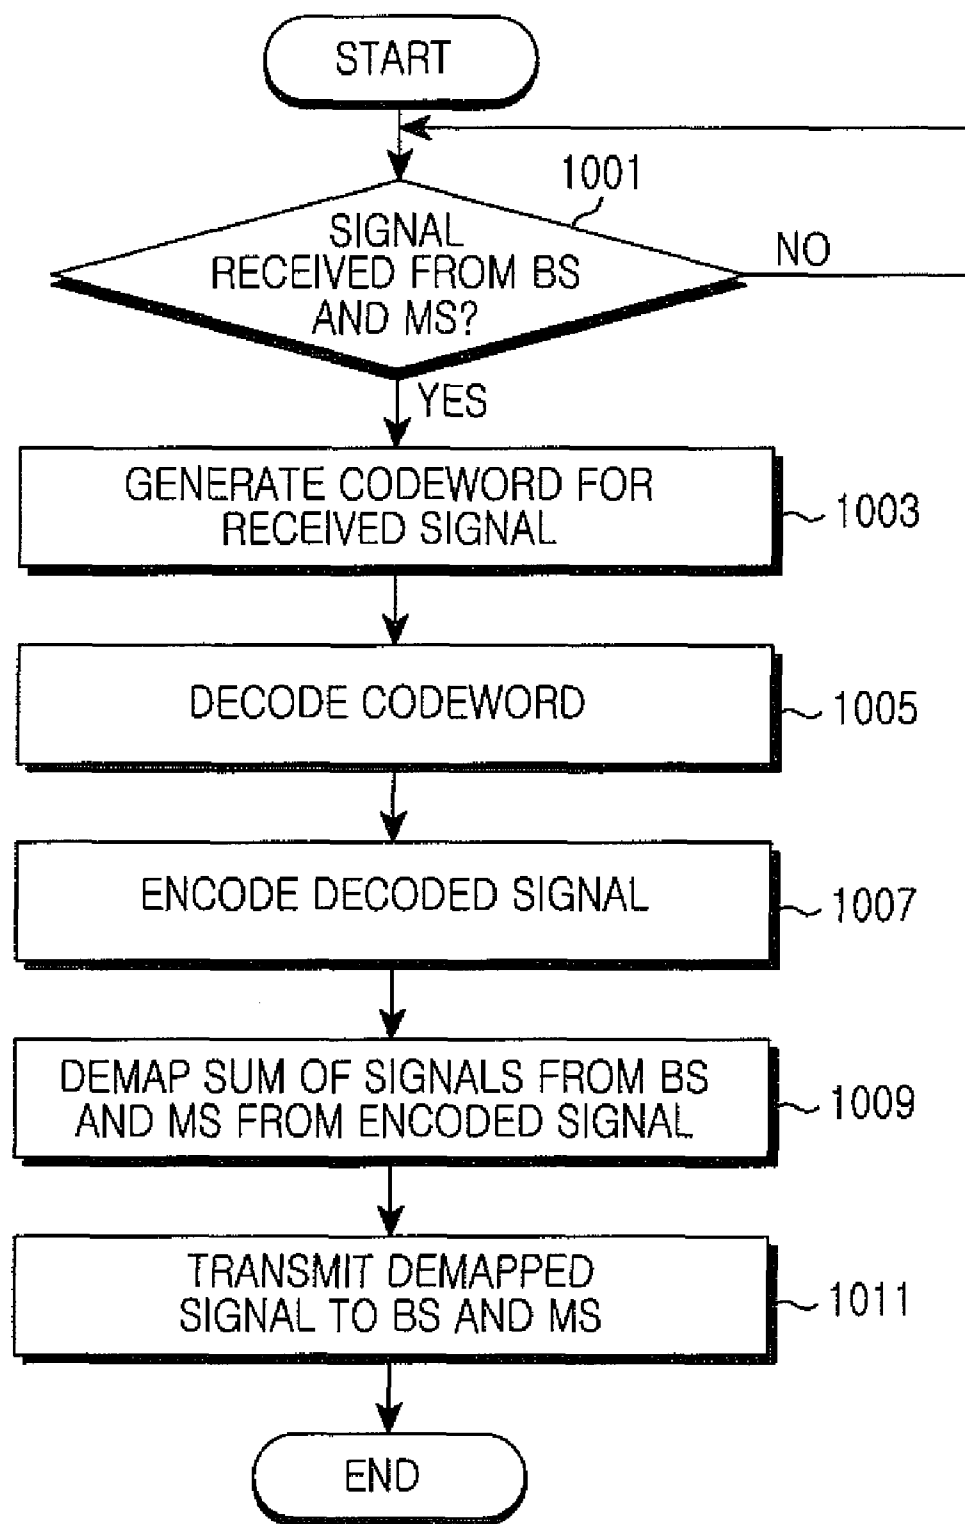 START
1001
SIGNAL
RECEIVED FROM BS
AND MS?
NO
YES
GENERATE CODEWORD FOR
RECEIVED SIGNAL
1003
DECODE CODEWORD
1005
ENCODE DECODED SIGNAL
1007
DEMAP SUM OF SIGNALS FROM BS
AND MS FROM ENCODED SIGNAL
1009
TRANSMIT DEMAPPED
SIGNAL TO BS AND MS
1011
END